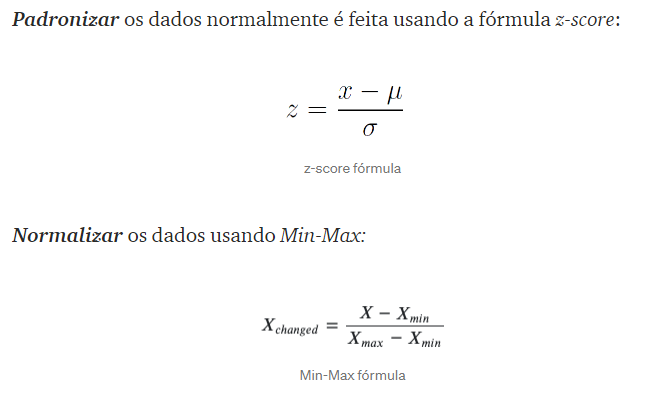 Padronizar os dados normalmente é feita usando a fórmula z-score:
z = \frac{x - \mu}{\sigma}
z-score fórmula
Normalizar os dados usando Min-Max:
X_{changed} = \frac{X - X_{min}}{X_{max} - X_{min}}
Min-Max fórmula